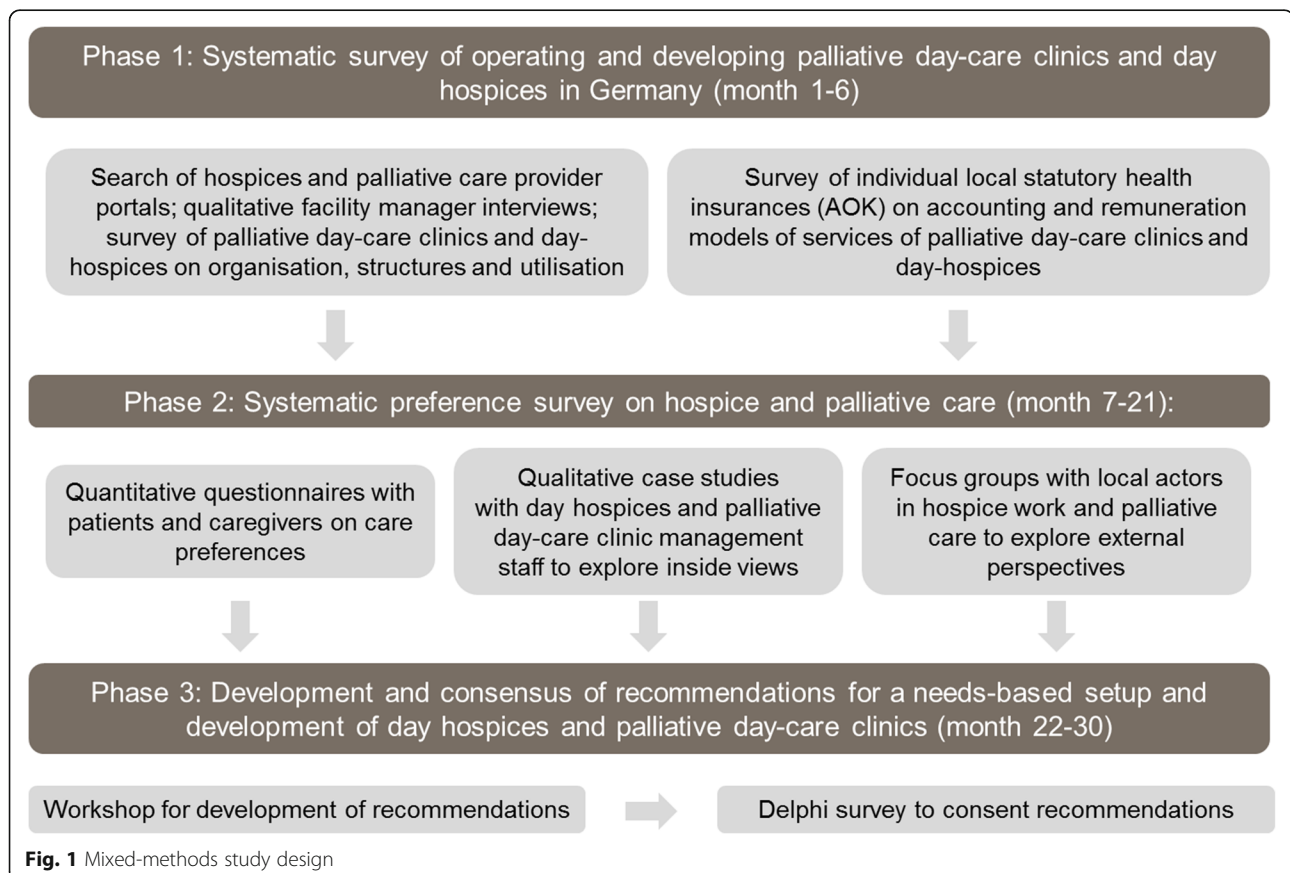 Phase 1: Systematic survey of operating and developing palliative day-care clinics and day
hospices in Germany (month 1-6)
Search of hospices and palliative care provider
portals; qualitative facility manager interviews;
survey of palliative day-care clinics and day-
hospices on organisation, structures and utilisation
Survey of individual local statutory health
insurances (AOK) on accounting and remuneration
models of services of palliative day-care clinics and
day-hospices
Phase 2: Systematic preference survey on hospice and palliative care (month 7-21):
Quantitative questionnaires with
patients and caregivers on care
preferences
Qualitative case studies
with day hospices and palliative
day-care clinic management
staff to explore inside views
Focus groups with local actors
in hospice work and palliative
care to explore external
perspectives
Phase 3: Development and consensus of recommendations for a needs-based setup and
development of day hospices and palliative day-care clinics (month 22-30)
Workshop for development of recommendations
Delphi survey to consent recommendations
Fig. 1 Mixed-methods study design